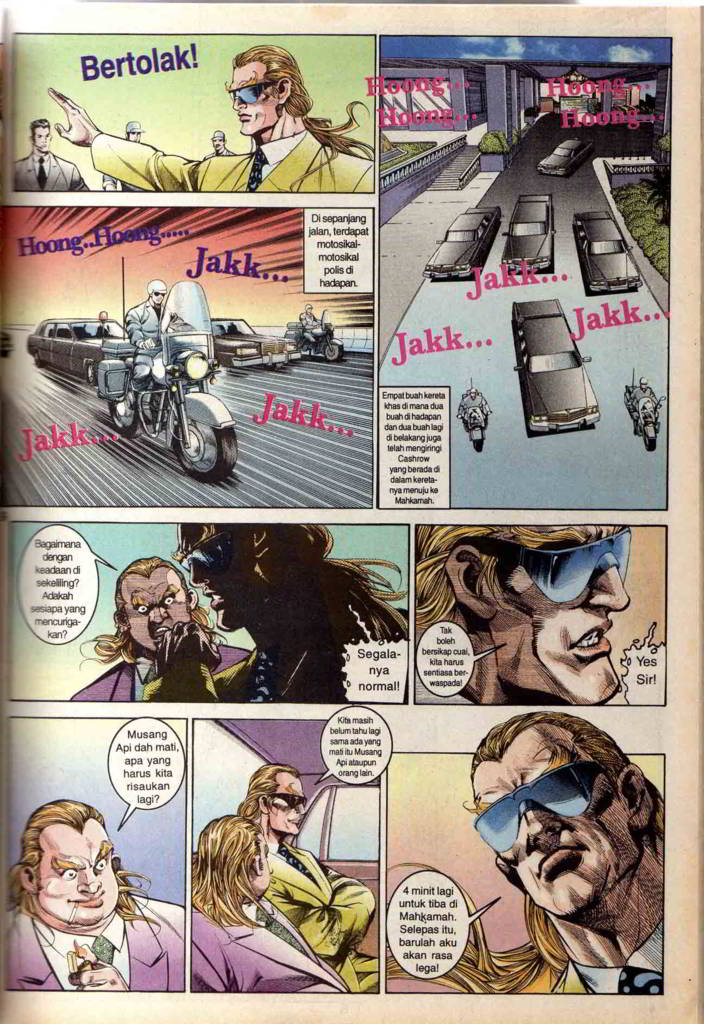 Bertolak!
Hoong...
Hoong...
Hoong...
Hoong...
Jakk...
Jakk...
Jakk...
Empat buah kereta
khas di mana dua
buah di hadapan
dan dua buah lagi
di belakang juga
telah mengiringi
Cashrow
yang berada di
dalam kereta-
nya menuju ke
Mahkamah.
Hoong..Hoong.....
Jakk...
Di sepanjang
jalan, terdapat
motosikal-
motosikal
polis di
hadapan.
Jakk...
Jakk...
Bagaimana
dengan
keadaan di
sekeliling?
Adakah
sesiapa yang
mencuriga-
kan?
Segala-
nya
normal!
Tak
boleh
bersikap cuai,
kita harus
sentiasa ber-
waspada!
Yes
Sir!
Musang
Api dah mati,
apa yang
harus kita
risaukan
lagi?
Kita masih
belum tahu lagi
sama ada yang
mati itu Musang
Api ataupun
orang lain.
4 minit lagi
untuk tiba di
Mahkamah.
Selepas itu,
barulah aku
akan rasa
lega!